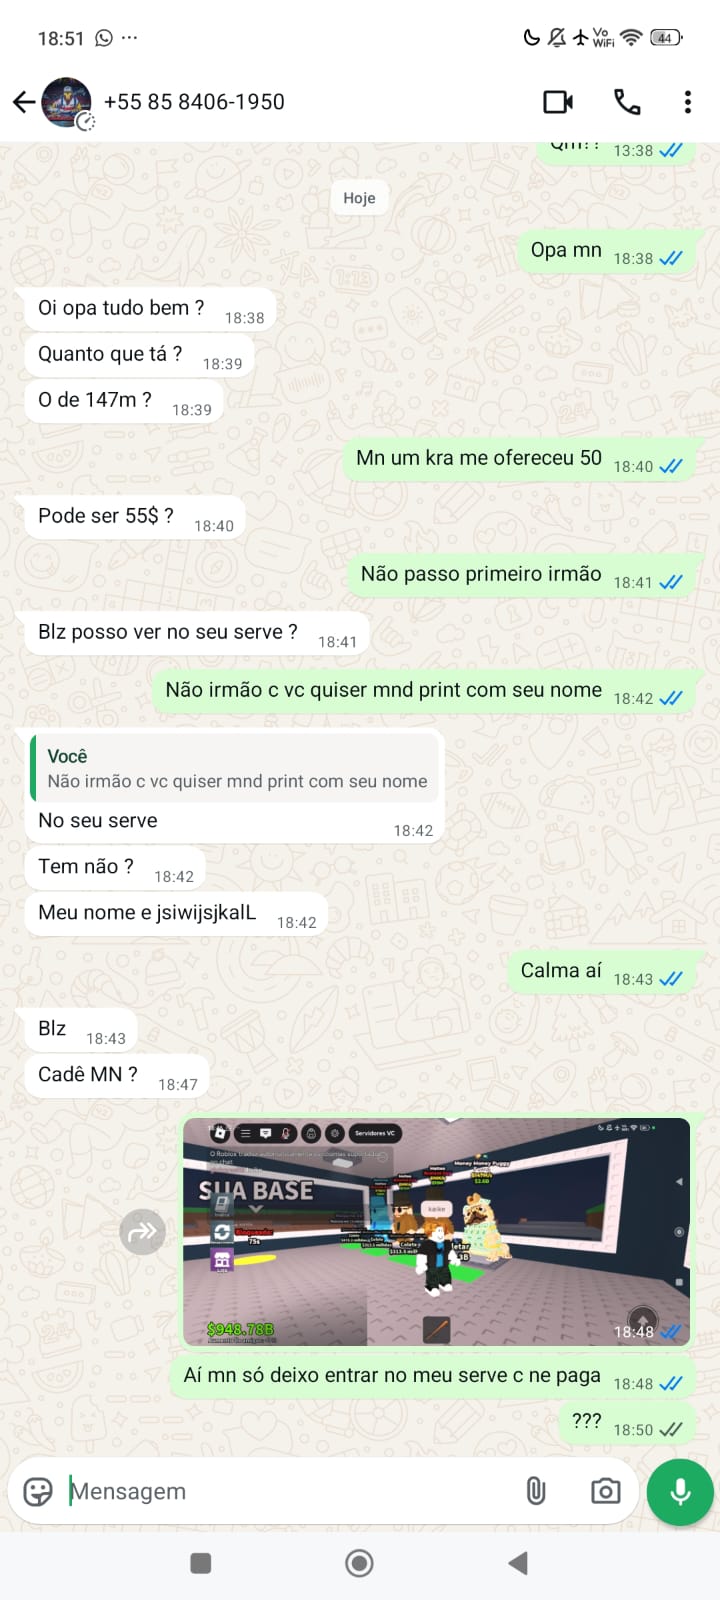 18:51
Vo
WiFi
44
+55 85 8406-1950
13:38
Hoje
Opa mn 18:38
Oi opa tudo bem ? 18:38
Quanto que tá ? 18:39
O de 147m ? 18:39
Mn um kra me ofereceu 50 18:40
Pode ser 55$ ? 18:40
Não passo primeiro irmão 18:41
Blz posso ver no seu serve ? 18:41
Não irmão c vc quiser mnd print com seu nome 18:42
Você
Não irmão c vc quiser mnd print com seu nome
No seu serve 18:42
Tem não ? 18:42
Meu nome e jsiwijsjkalL 18:42
Calma aí 18:43
Blz 18:43
Cadê MN ? 18:47
Servidores VC
SUA BASE
Money Money Puggy
kaike
75s
$948.78B
18:48
Aí mn só deixo entrar no meu serve c ne paga 18:48
??? 18:50
Mensagem